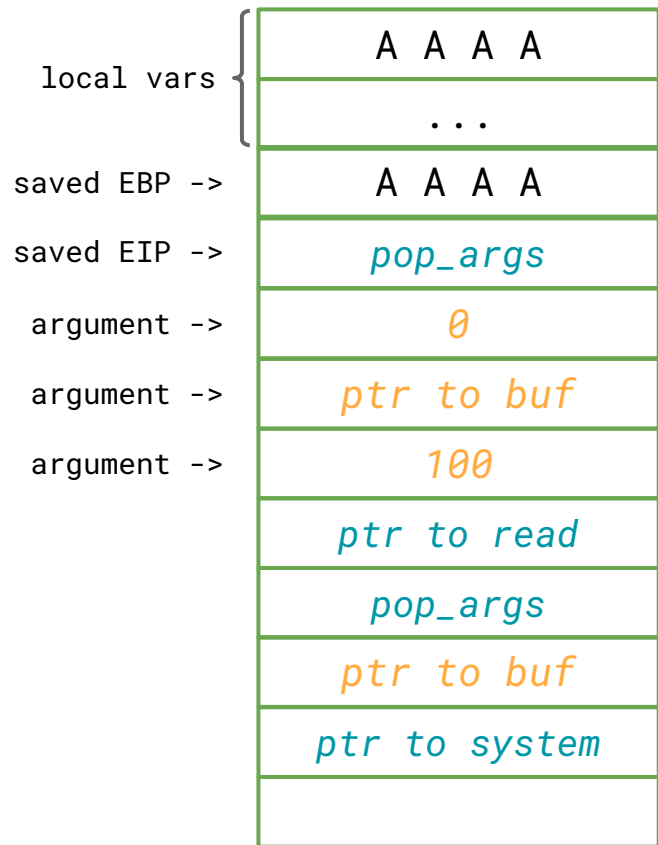 local vars
A A A A
...
saved EBP -> A A A A
saved EIP -> pop_args
argument -> 0
argument -> ptr to buf
argument -> 100
ptr to read
pop_args
ptr to buf
ptr to system